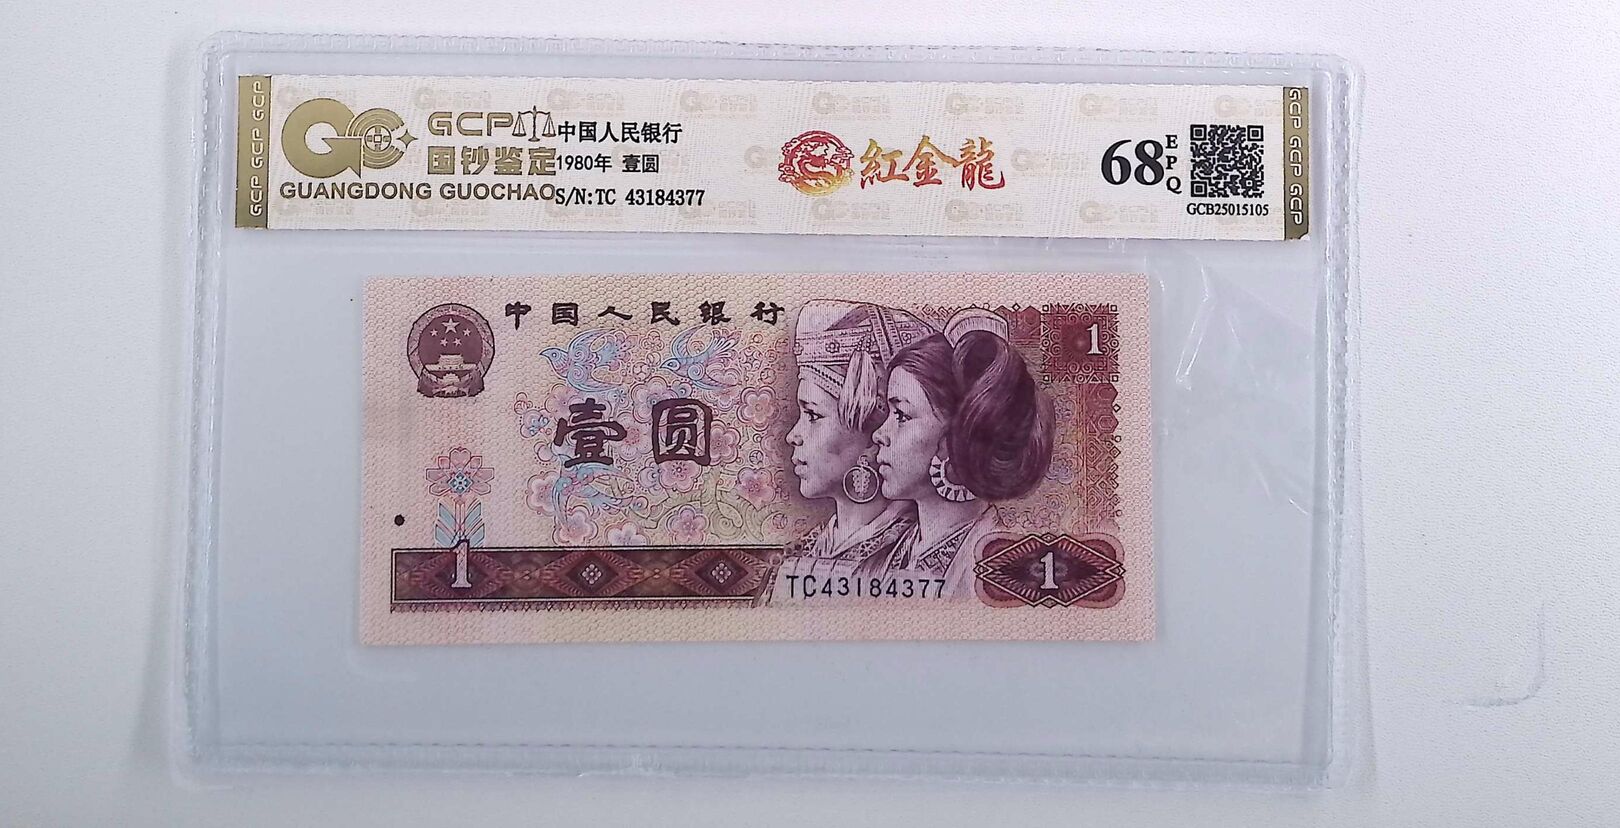 GCP GCP GCP
GCP
国钞鉴定
GUANGDONG GUOCHAO
中国人民银行
1980年 壹圆
S/N:TC 43184377
紅金龍
68
EPQ
GCB25015105
GCP GCP GCP
中国人民银行
1
壹圆
1
TC43184377
1